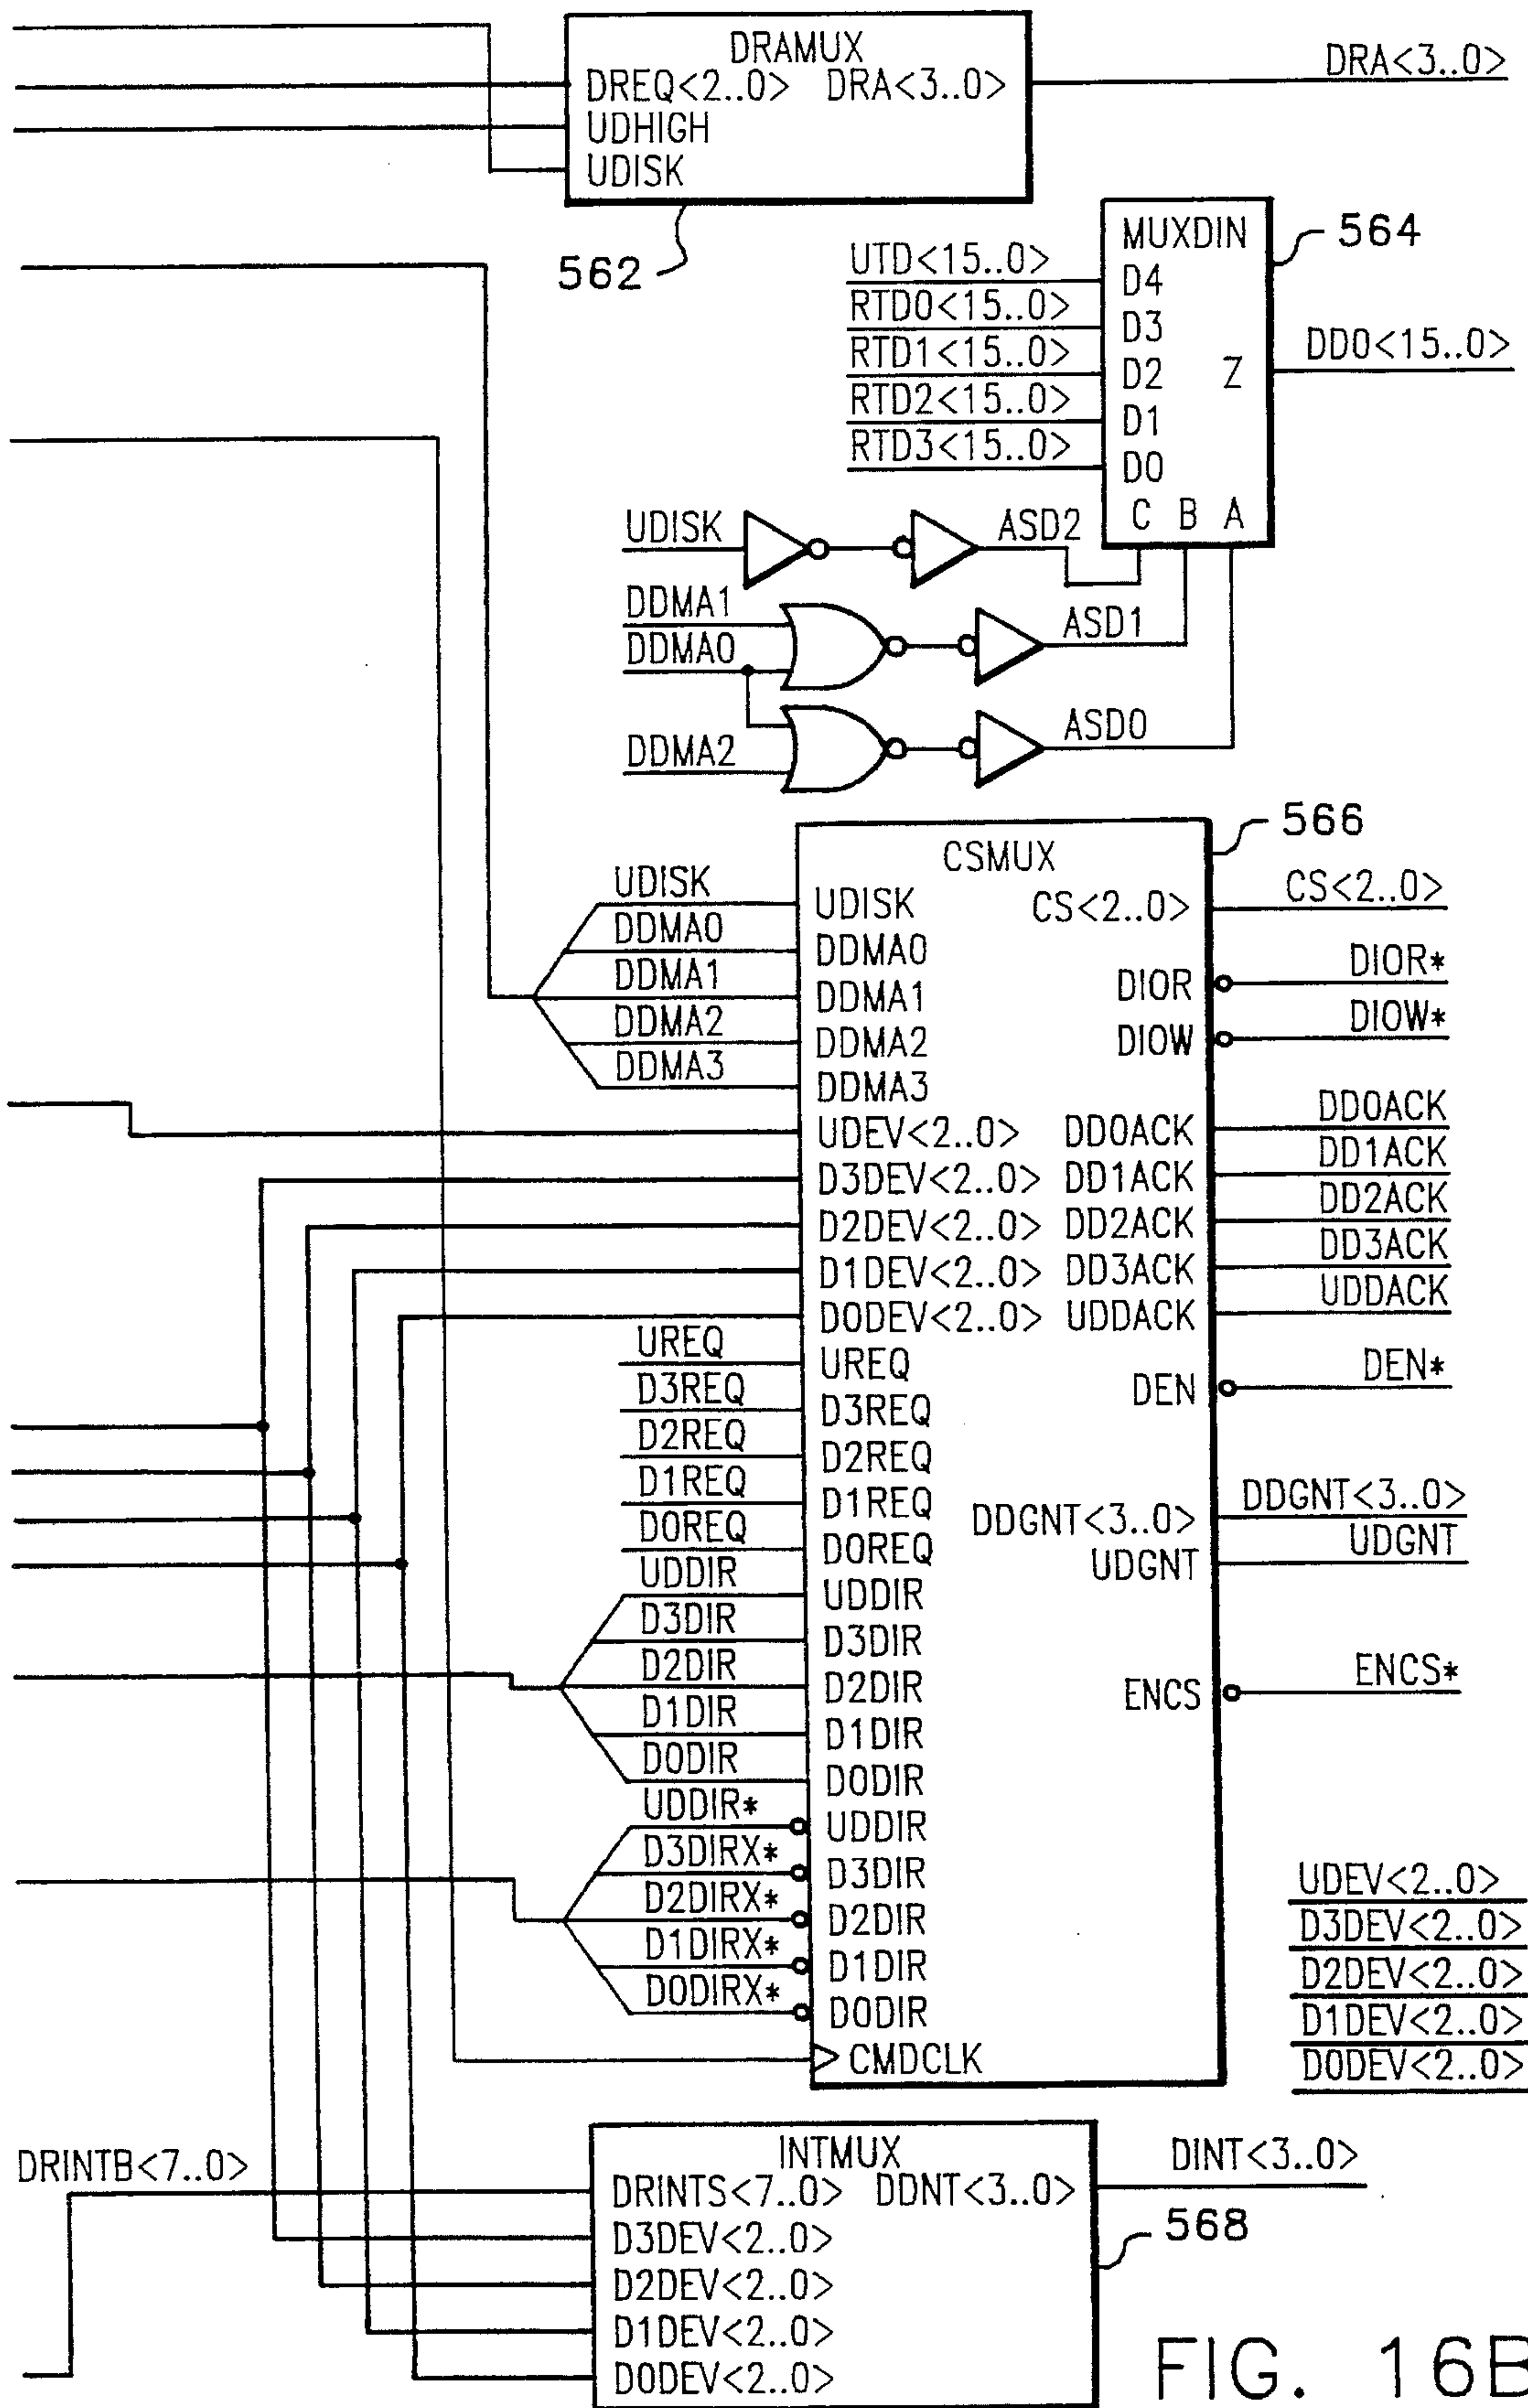 DRAMUX
DREQ<2..0> DRA<3..0>
UDHIGH
UDISK
DRA<3..0>
562
MUXDIN
564
UTD<15..0>
D4
RTD0<15..0>
D3
RTD1<15..0>
D2
Z
DD0<15..0>
RTD2<15..0>
D1
RTD3<15..0>
D0
C B A
UDISK
ASD2
DDMA1
ASD1
DDMA0
ASD0
DDMA2
566
CSMUX
UDISK
UDISK
CS<2..0>
CS<2..0>
DDMA0
DDMA0
DDMA1
DDMA1
DIOR
DIOR*
DDMA2
DDMA2
DIOW
DIOW*
DDMA3
DDMA3
UDEV<2..0> DD0ACK
DD0ACK
D3DEV<2..0> DD1ACK
DD1ACK
D2DEV<2..0> DD2ACK
DD2ACK
D1DEV<2..0> DD3ACK
DD3ACK
D0DEV<2..0> UDDACK
UDDACK
UREQ
UREQ
DEN
DEN*
D3REQ
D3REQ
D2REQ
D2REQ
D1REQ
D1REQ
DDGNT<3..0>
DDGNT<3..0>
D0REQ
D0REQ
UDGNT
UDGNT
UDDIR
UDDIR
D3DIR
D3DIR
D2DIR
D2DIR
ENCS
ENCS*
D1DIR
D1DIR
D0DIR
D0DIR
UDDIR*
UDDIR
D3DIRX*
D3DIR
D2DIRX*
D2DIR
D1DIRX*
D1DIR
D0DIRX*
D0DIR
CMDCLK
UDEV<2..0>
D3DEV<2..0>
D2DEV<2..0>
D1DEV<2..0>
D0DEV<2..0>
DRINTB<7..0>
INTMUX
DRINTS<7..0> DDNT<3..0>
DINT<3..0>
D3DEV<2..0>
568
D2DEV<2..0>
D1DEV<2..0>
D0DEV<2..0>
FIG. 16B